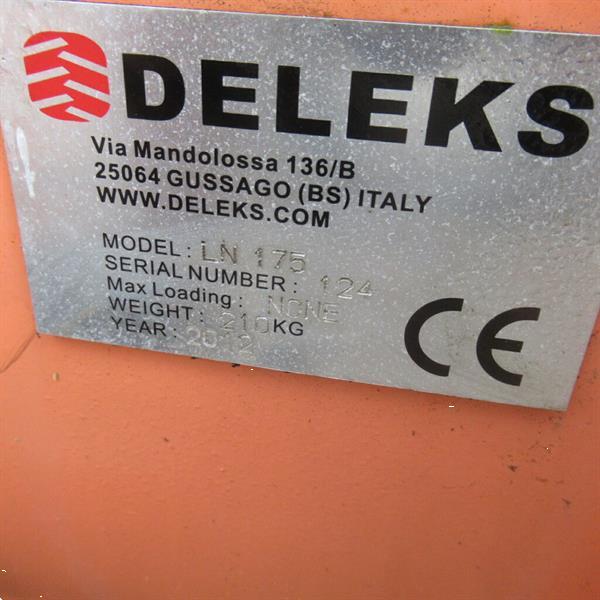 DELEKS
Via Mandolossa 136/B
25064 GUSSAGO (BS) ITALY
WWW.DELEKS.COM
MODEL: LN 175
SERIAL NUMBER: 124
Max Loading: NONE
WEIGHT: 210KG
YEAR: 2012
CE